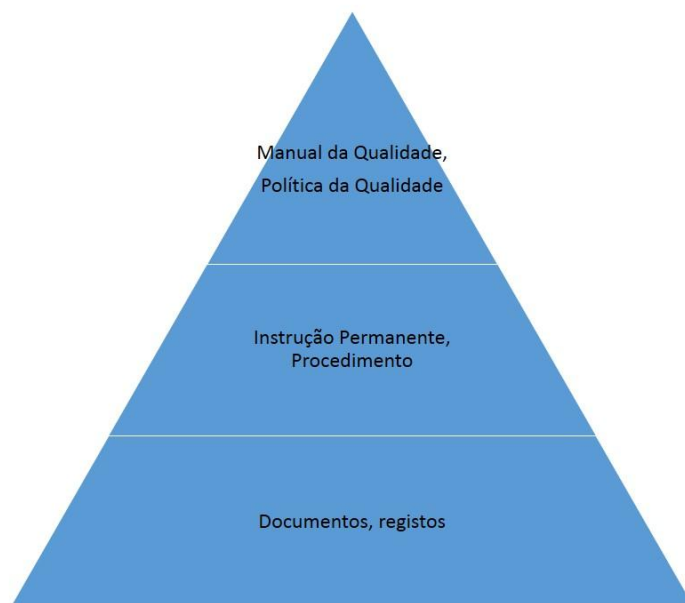 Manual da Qualidade,
Política da Qualidade
Instrução Permanente,
Procedimento
Documentos, registos